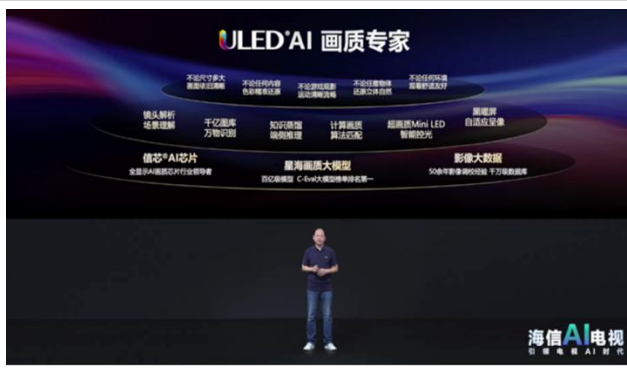 ULED®AI 画质专家
不论尺寸多大
画面依旧清晰
不论任何内容
色彩精准还原
不论游戏观影
运动清晰流畅
不论任意物体
还原立体自然
不论任何环境
观看舒适友好
镜头解析
场景理解
千亿图库
万物识别
知识蒸馏
端侧推理
计算画质
算法匹配
超画质Mini LED
智能控光
黑曜屏
自适应呈像
信芯®AI芯片
全显示AI画质芯片行业领导者
星海画质大模型
百亿级模型 C-Eval大模型榜单排名第一
影像大数据
50余年影像调校经验 千万级数据库
海信AI电视
引领电视AI时代